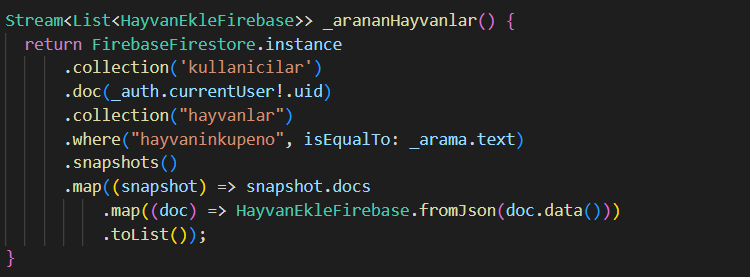 Stream<List<HayvanEkleFirebase>> _arananHayvanlar() {
  return FirebaseFirestore.instance
      .collection('kullanicilar')
      .doc(_auth.currentUser!.uid)
      .collection("hayvanlar")
      .where("hayvaninkupeno", isEqualTo: _arama.text)
      .snapshots()
      .map((snapshot) => snapshot.docs
          .map((doc) => HayvanEkleFirebase.fromJson(doc.data()))
          .toList());
}